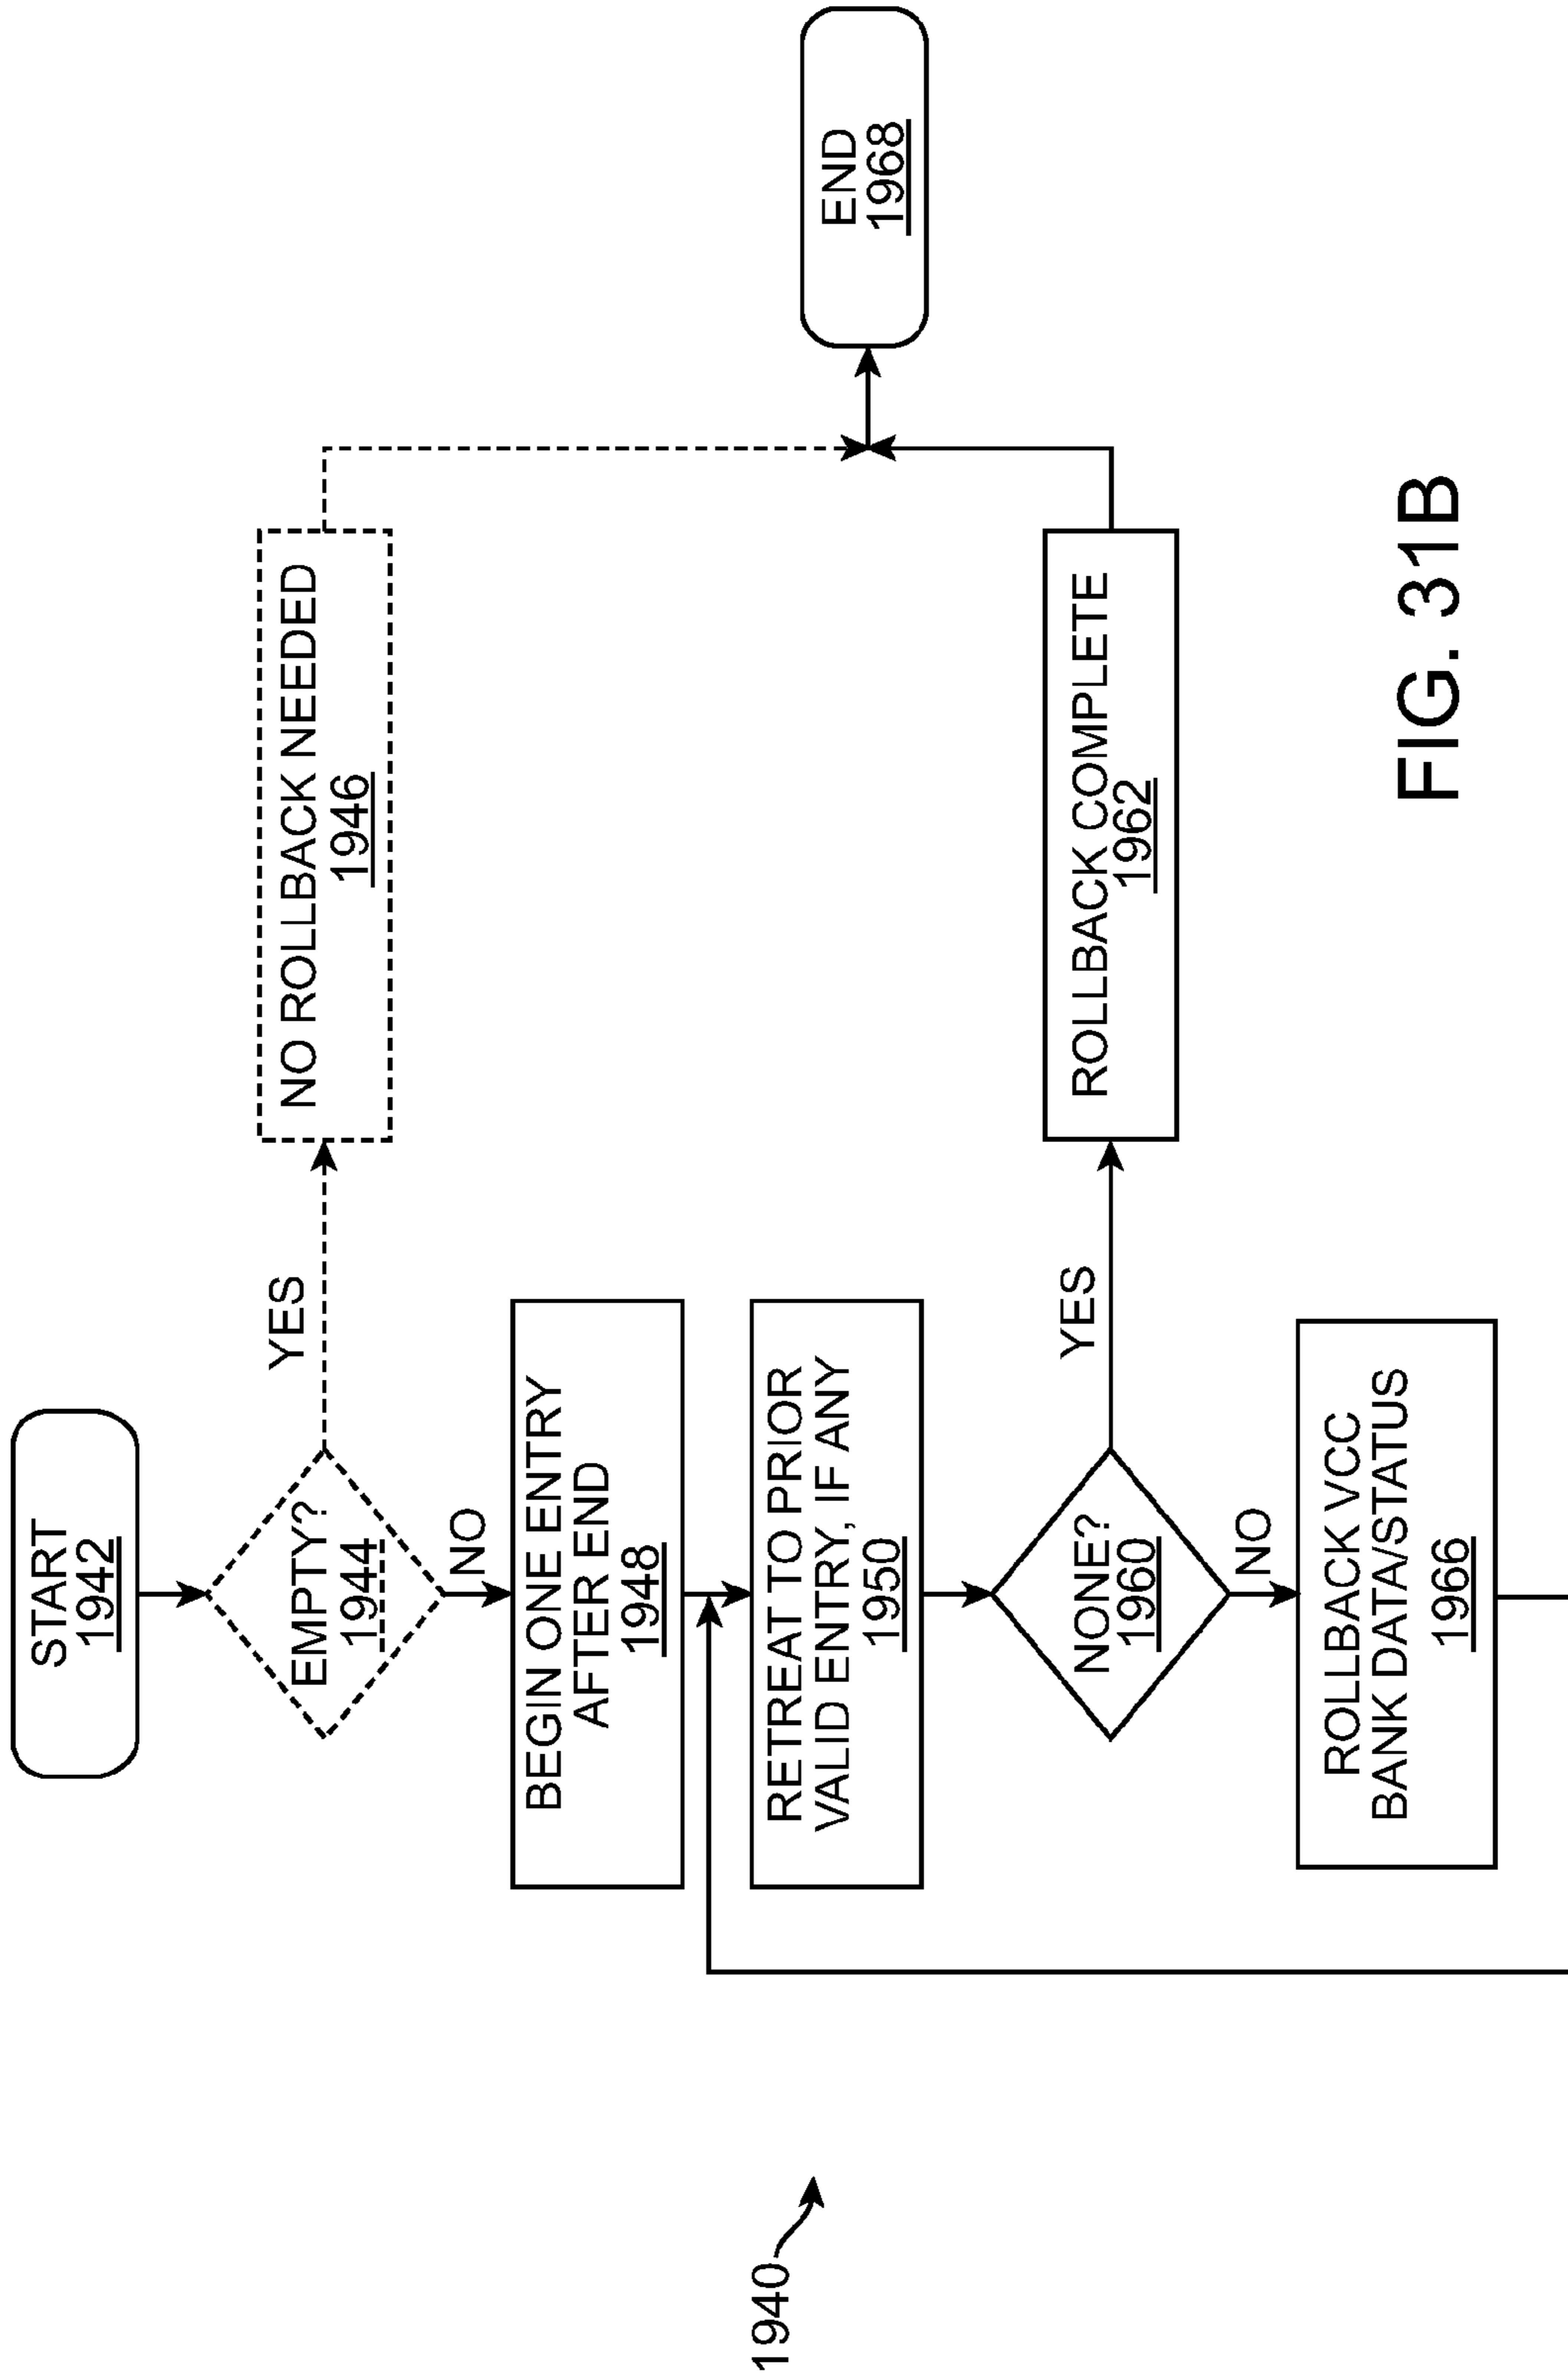 1940
START
1942
EMPTY?
1944
YES
NO ROLLBACK NEEDED
1946
NO
BEGIN ONE ENTRY
AFTER END
1948
RETREAT TO PRIOR
VALID ENTRY, IF ANY
1950
NONE?
1960
YES
ROLLBACK COMPLETE
1962
END
1968
NO
ROLLBACK VCC
BANK DATA/STATUS
1966
FIG. 31B